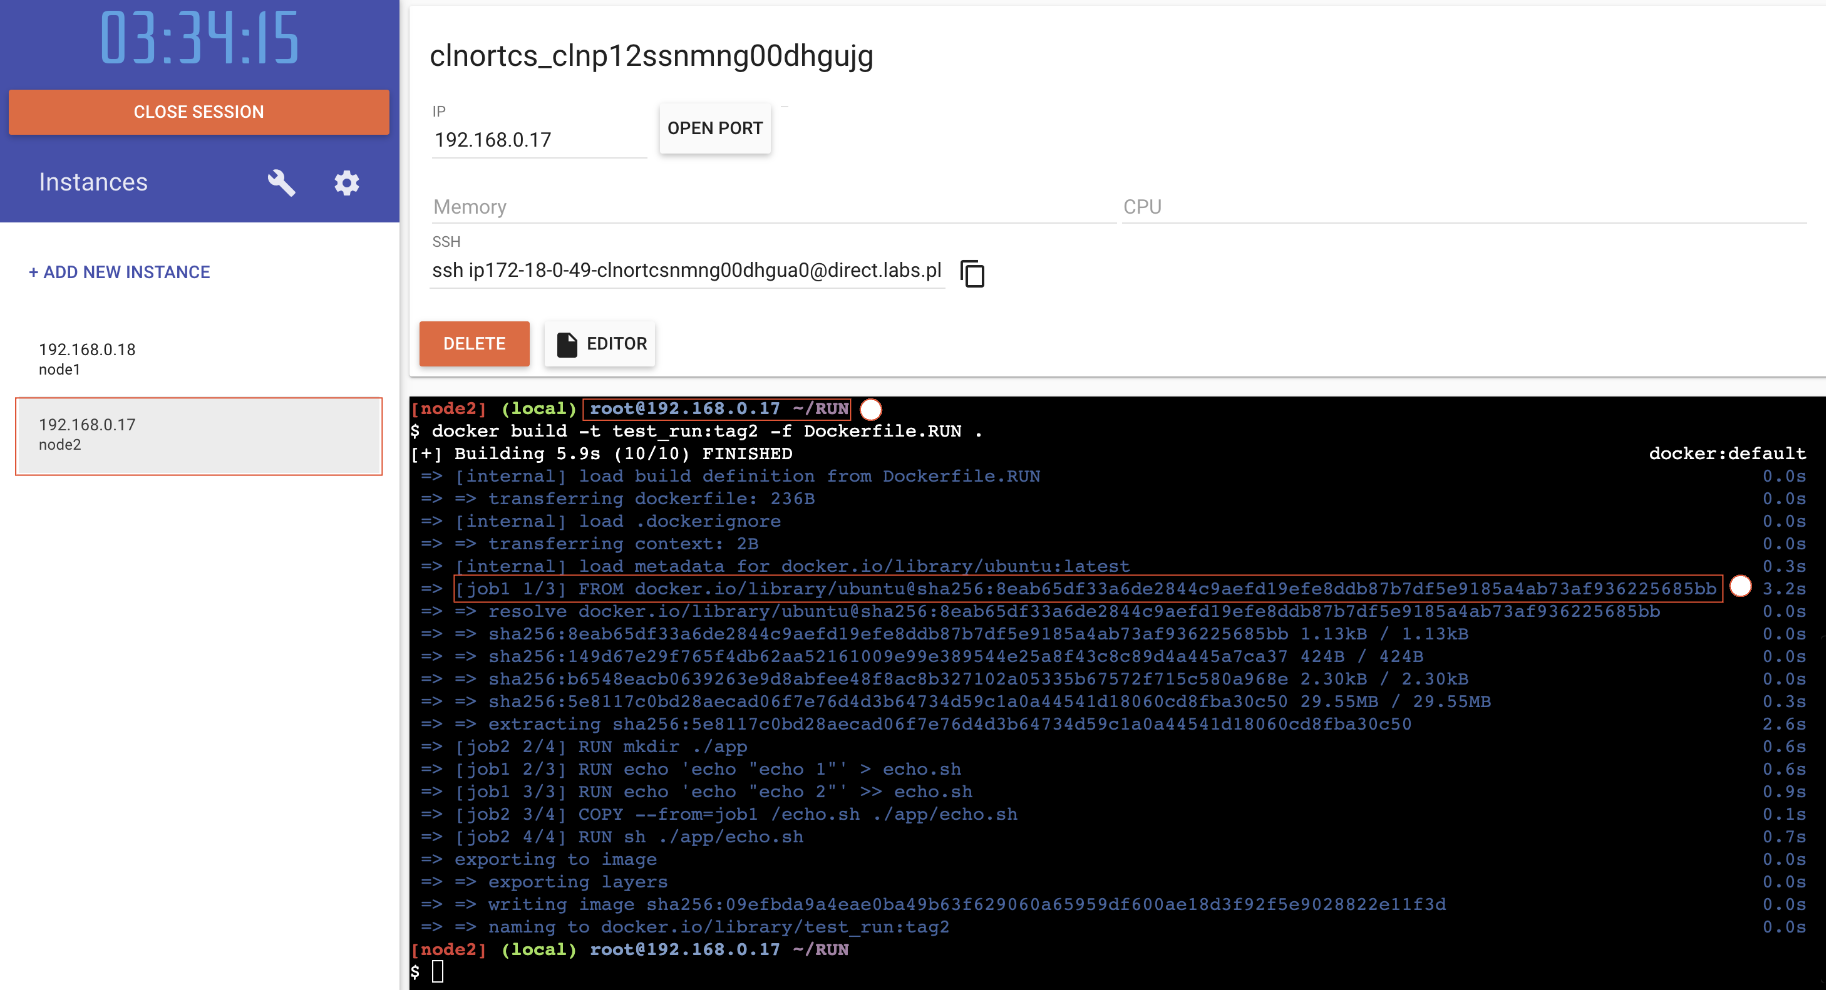 03:34:15
CLOSE SESSION
Instances
+ ADD NEW INSTANCE
192.168.0.18
node1
192.168.0.17
node2
clnortcs_clnp12ssnmng00dhgujg
IP
192.168.0.17
OPEN PORT
Memory
CPU
SSH
ssh ip172-18-0-49-clnortcsnmng00dhgua0@direct.labs.pl
DELETE
EDITOR
[node2] (local) root@192.168.0.17 ~/RUN
$ docker build -t test_run:tag2 -f Dockerfile.RUN .
[+] Building 5.9s (10/10) FINISHED docker:default
=> [internal] load build definition from Dockerfile.RUN 0.0s
=> => transferring dockerfile: 236B 0.0s
=> [internal] load .dockerignore 0.0s
=> => transferring context: 2B 0.0s
=> [internal] load metadata for docker.io/library/ubuntu:latest 0.3s
=> [job1 1/3] FROM docker.io/library/ubuntu@sha256:8eab65df33a6de2844c9aefd19efe8ddb87b7df5e9185a4ab73af936225685bb 3.2s
=> => resolve docker.io/library/ubuntu@sha256:8eab65df33a6de2844c9aefd19efe8ddb87b7df5e9185a4ab73af936225685bb 0.0s
=> => sha256:8eab65df33a6de2844c9aefd19efe8ddb87b7df5e9185a4ab73af936225685bb 1.13kB / 1.13kB 0.0s
=> => sha256:149d67e29f765f4db62aa52161009e99e389544e25a8f43c8c89d4a445a7ca37 424B / 424B 0.0s
=> => sha256:b6548eacb0639263e9d8abfee48f8ac8b327102a05335b67572f715c580a968e 2.30kB / 2.30kB 0.0s
=> => sha256:5e8117c0bd28aecad06f7e76d4d3b64734d59c1a0a44541d18060cd8fba30c50 29.55MB / 29.55MB 0.3s
=> => extracting sha256:5e8117c0bd28aecad06f7e76d4d3b64734d59c1a0a44541d18060cd8fba30c50 2.6s
=> [job2 2/4] RUN mkdir ./app 0.6s
=> [job1 2/3] RUN echo 'echo "echo 1"' > echo.sh 0.6s
=> [job1 3/3] RUN echo 'echo "echo 2"' >> echo.sh 0.9s
=> [job2 3/4] COPY --from=job1 /echo.sh ./app/echo.sh 0.1s
=> [job2 4/4] RUN sh ./app/echo.sh 0.7s
=> exporting to image 0.0s
=> => exporting layers 0.0s
=> => writing image sha256:09efbda9a4eae0ba49b63f629060a65959df600ae18d3f92f5e9028822e11f3d 0.0s
=> => naming to docker.io/library/test_run:tag2 0.0s
[node2] (local) root@192.168.0.17 ~/RUN
$